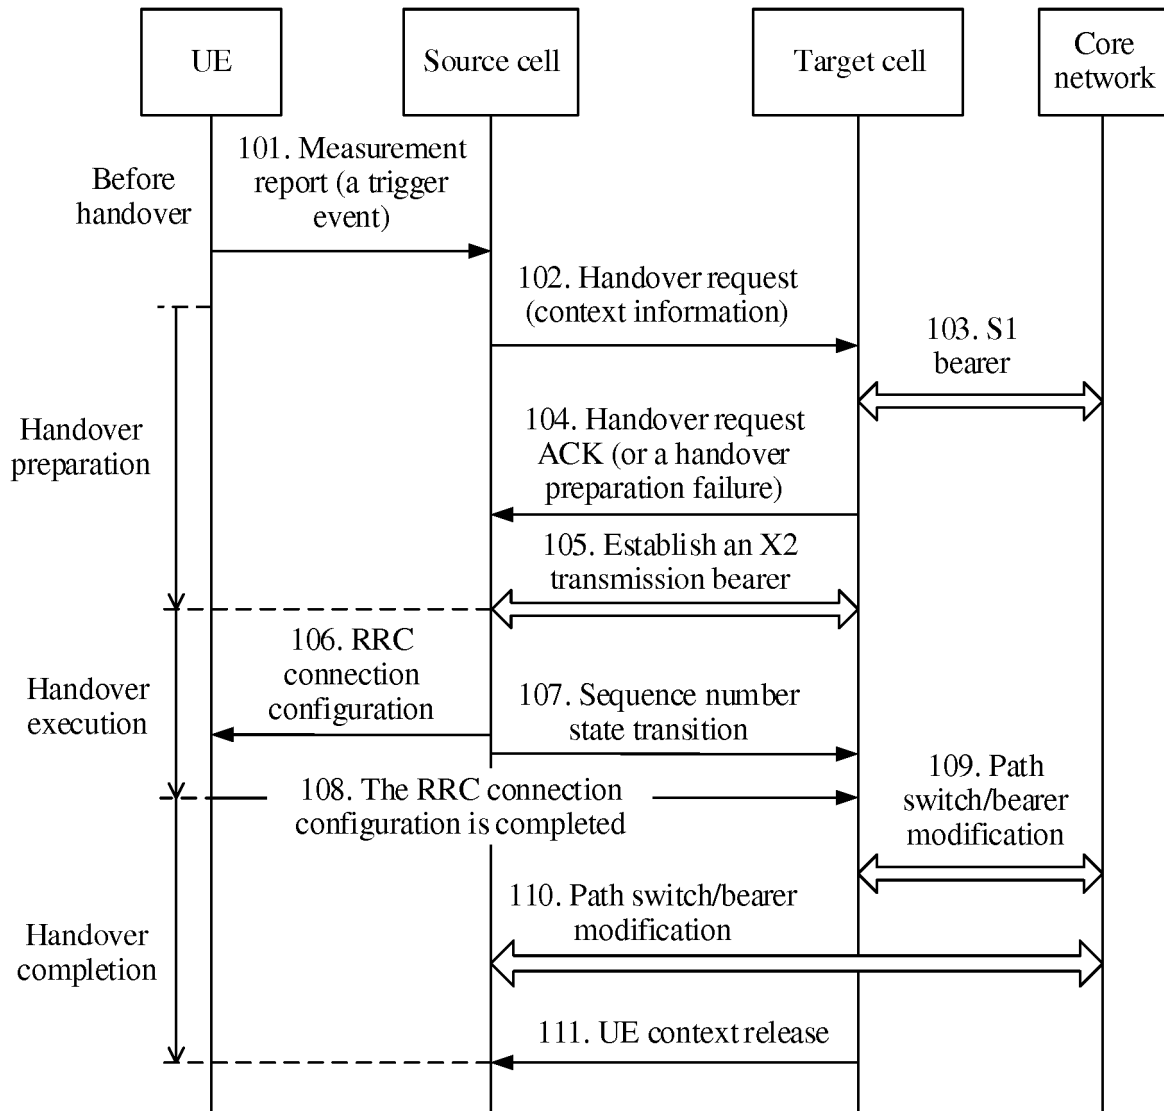 UE
Source cell
Target cell
Core
network
Before
handover
101. Measurement
report (a trigger
event)
102. Handover request
(context information)
103. S1
bearer
Handover
preparation
104. Handover request
ACK (or a handover
preparation failure)
105. Establish an X2
transmission bearer
Handover
execution
106. RRC
connection
configuration
107. Sequence number
state transition
108. The RRC connection
configuration is completed
109. Path
switch/bearer
modification
110. Path switch/bearer
modification
Handover
completion
111. UE context release